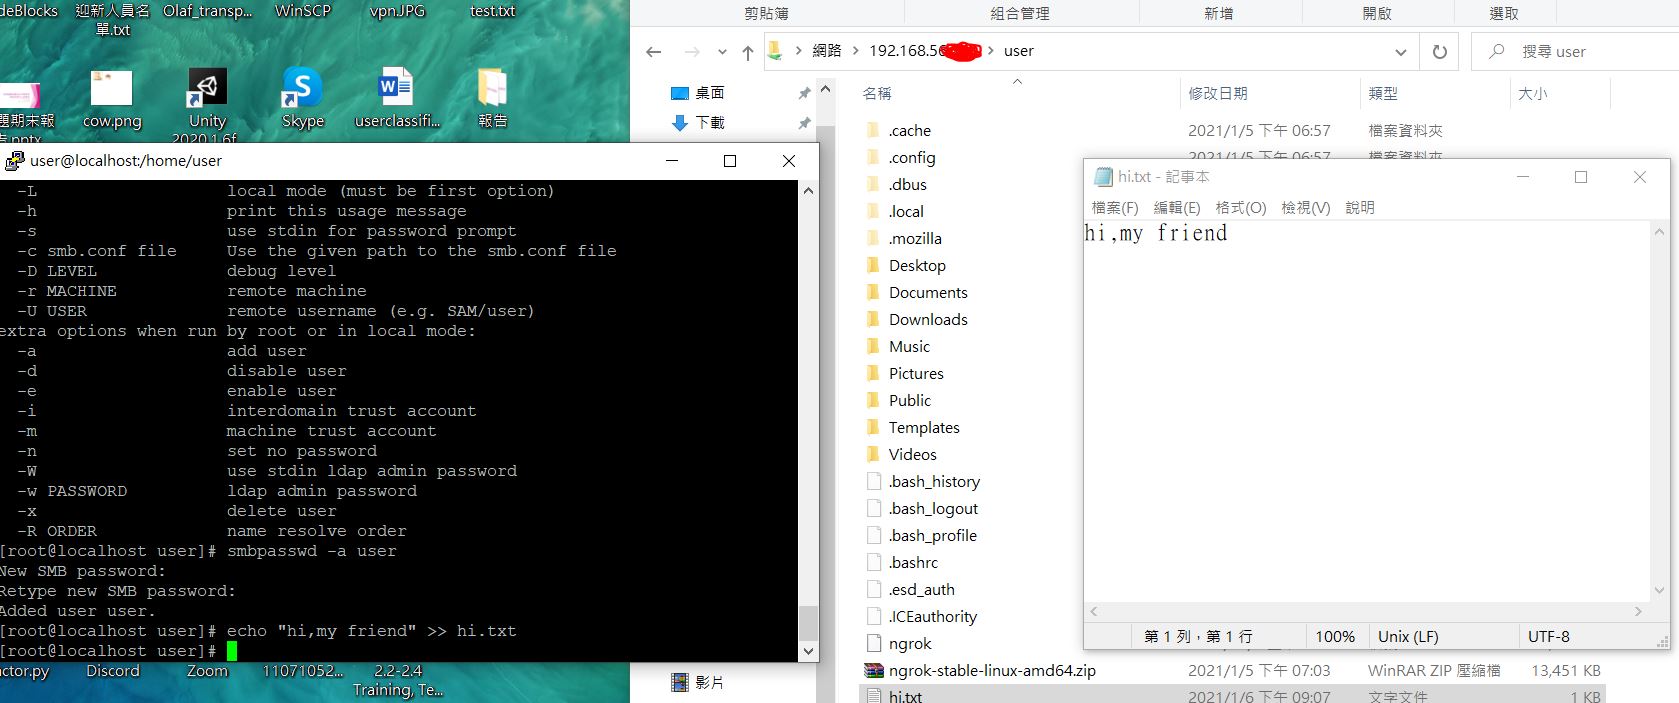 deBlocks
迎新人員名單.txt
Olaf_transp...
WinSCP
vpn.JPG
test.txt
題期末報
cow.png
Unity
2020.1.6f
Skype
userclassifi...
報告
user@localhost:/home/user
-L local mode (must be first option)
-h print this usage message
-s use stdin for password prompt
-c smb.conf file Use the given path to the smb.conf file
-D LEVEL debug level
-r MACHINE remote machine
-U USER remote username (e.g. SAM/user)
extra options when run by root or in local mode:
-a add user
-d disable user
-e enable user
-i interdomain trust account
-m machine trust account
-n set no password
-W use stdin ldap admin password
-w PASSWORD ldap admin password
-x delete user
-R ORDER name resolve order
[root@localhost user]# smbpasswd -a user
New SMB password:
Retype new SMB password:
Added user user.
[root@localhost user]# echo "hi,my friend" >> hi.txt
[root@localhost user]#
actor.py
Discord
Zoom
11071052...
2.2-2.4
Training, Te...
剪貼簿 組合管理 新增 開啟 選取
網路 192.168.56 user
搜尋 user
桌面
下載
影片
名稱 修改日期 類型 大小
.cache 2021/1/5 下午 06:57 檔案資料夾
.config 2021/1/5 下午 06:57 檔案資料夾
.dbus
.local
.mozilla
Desktop
Documents
Downloads
Music
Pictures
Public
Templates
Videos
.bash_history
.bash_logout
.bash_profile
.bashrc
.esd_auth
.ICEauthority
ngrok
ngrok-stable-linux-amd64.zip 2021/1/5 下午 07:03 WinRAR ZIP 壓縮檔 13,451 KB
hi.txt 2021/1/6 下午 09:07 文字文件 1 KB
hi.txt - 記事本
檔案(F) 編輯(E) 格式(O) 檢視(V) 說明
hi,my friend
第 1 列，第 1 行 100% Unix (LF) UTF-8